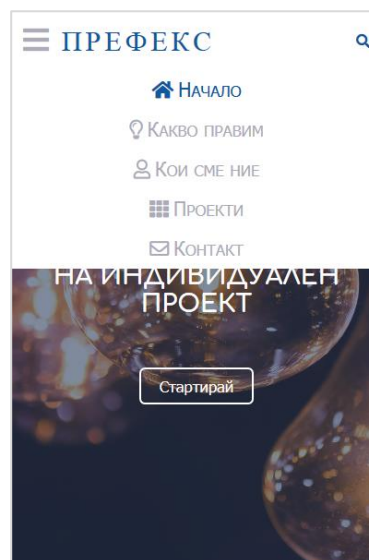 ПРЕФЕКС
Начало
Какво правим
Кои сме ние
Проекти
Контакт
НА ИНДИВИДУАЛЕН
ПРОЕКТ
Стартирай